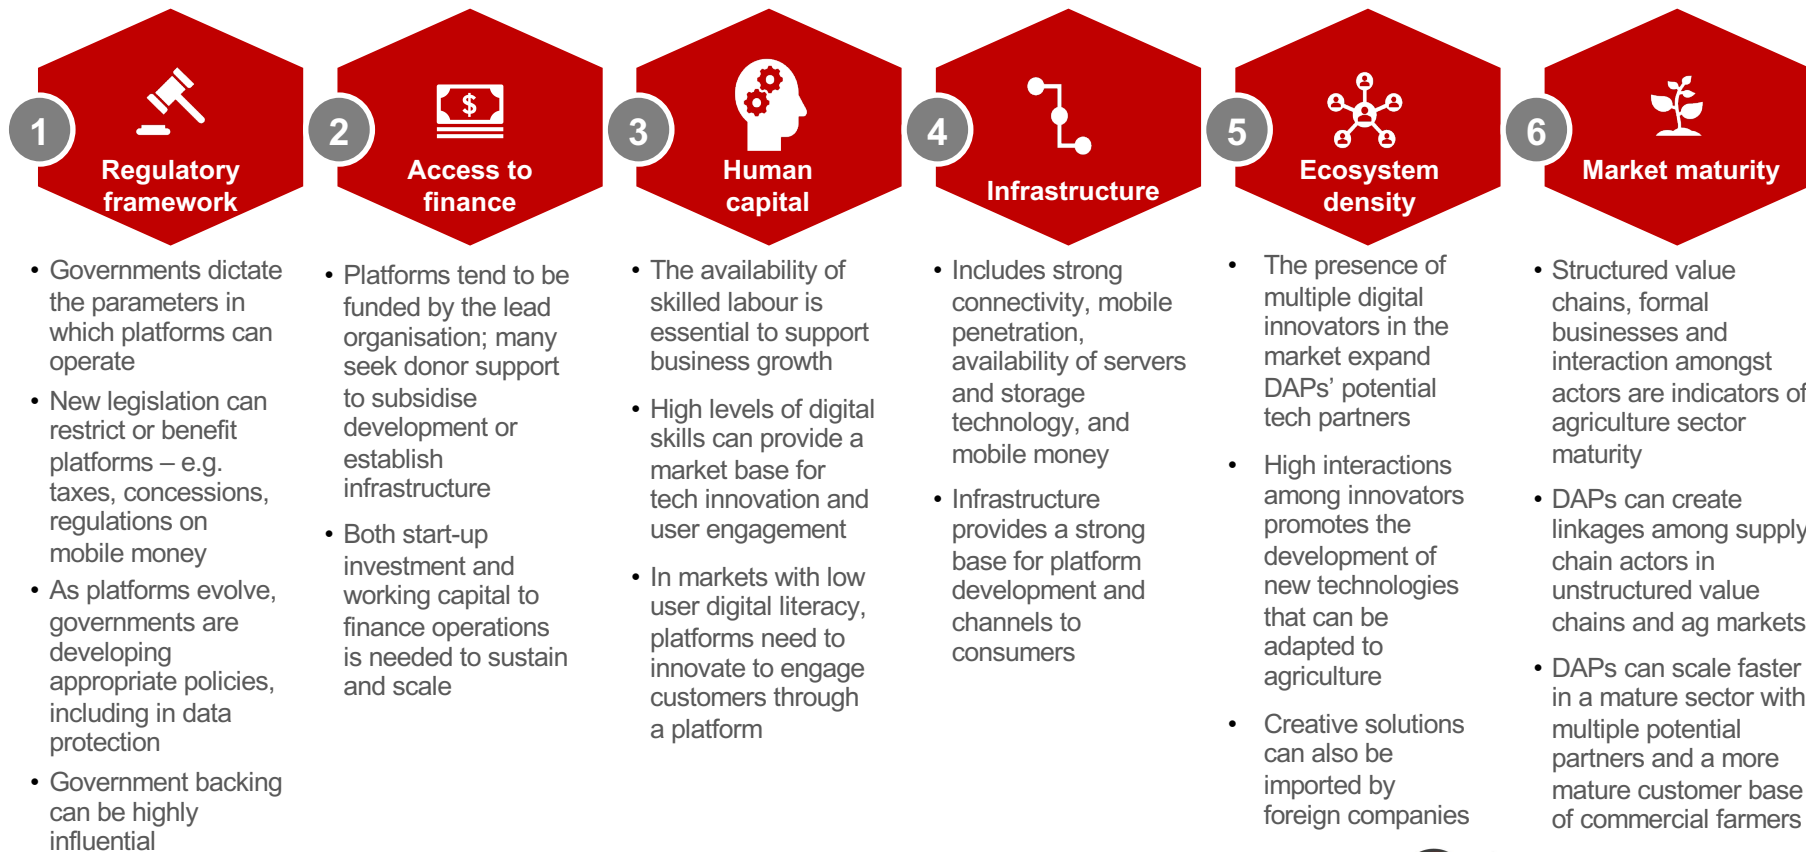 1
Regulatory
framework
• Governments dictate
the parameters in
which platforms can
operate
• New legislation can
restrict or benefit
platforms – e.g.
taxes, concessions,
regulations on
mobile money
• As platforms evolve,
governments are
developing
appropriate policies,
including in data
protection
• Government backing
can be highly
influential
2
$
Access to
finance
• Platforms tend to be
funded by the lead
organisation; many
seek donor support
to subsidise
development or
establish
infrastructure
• Both start-up
investment and
working capital to
finance operations
is needed to sustain
and scale
3
Human
capital
• The availability of
skilled labour is
essential to support
business growth
• High levels of digital
skills can provide a
market base for
tech innovation and
user engagement
• In markets with low
user digital literacy,
platforms need to
innovate to engage
customers through
a platform
4
Infrastructure
• Includes strong
connectivity, mobile
penetration,
availability of servers
and storage
technology, and
mobile money
• Infrastructure
provides a strong
base for platform
development and
channels to
consumers
5
Ecosystem
density
• The presence of
multiple digital
innovators in the
market expand
DAPs’ potential
tech partners
• High interactions
among innovators
promotes the
development of
new technologies
that can be
adapted to
agriculture
• Creative solutions
can also be
imported by
foreign companies
6
Market maturity
• Structured value
chains, formal
businesses and
interaction amongst
actors are indicators of
agriculture sector
maturity
• DAPs can create
linkages among supply
chain actors in
unstructured value
chains and ag markets
• DAPs can scale faster
in a mature sector with
multiple potential
partners and a more
mature customer base
of commercial farmers